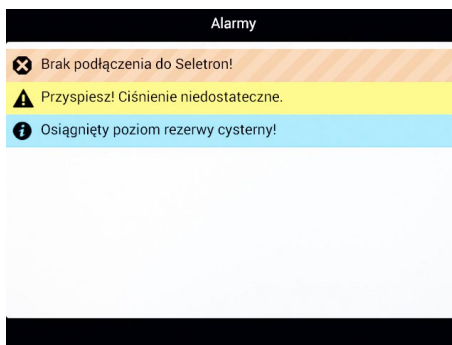 Alarmy
Brak podłączenia do Seletron!
Przyspiesz! Ciśnienie niedostateczne.
Osiągnięty poziom rezerwy cysterny!